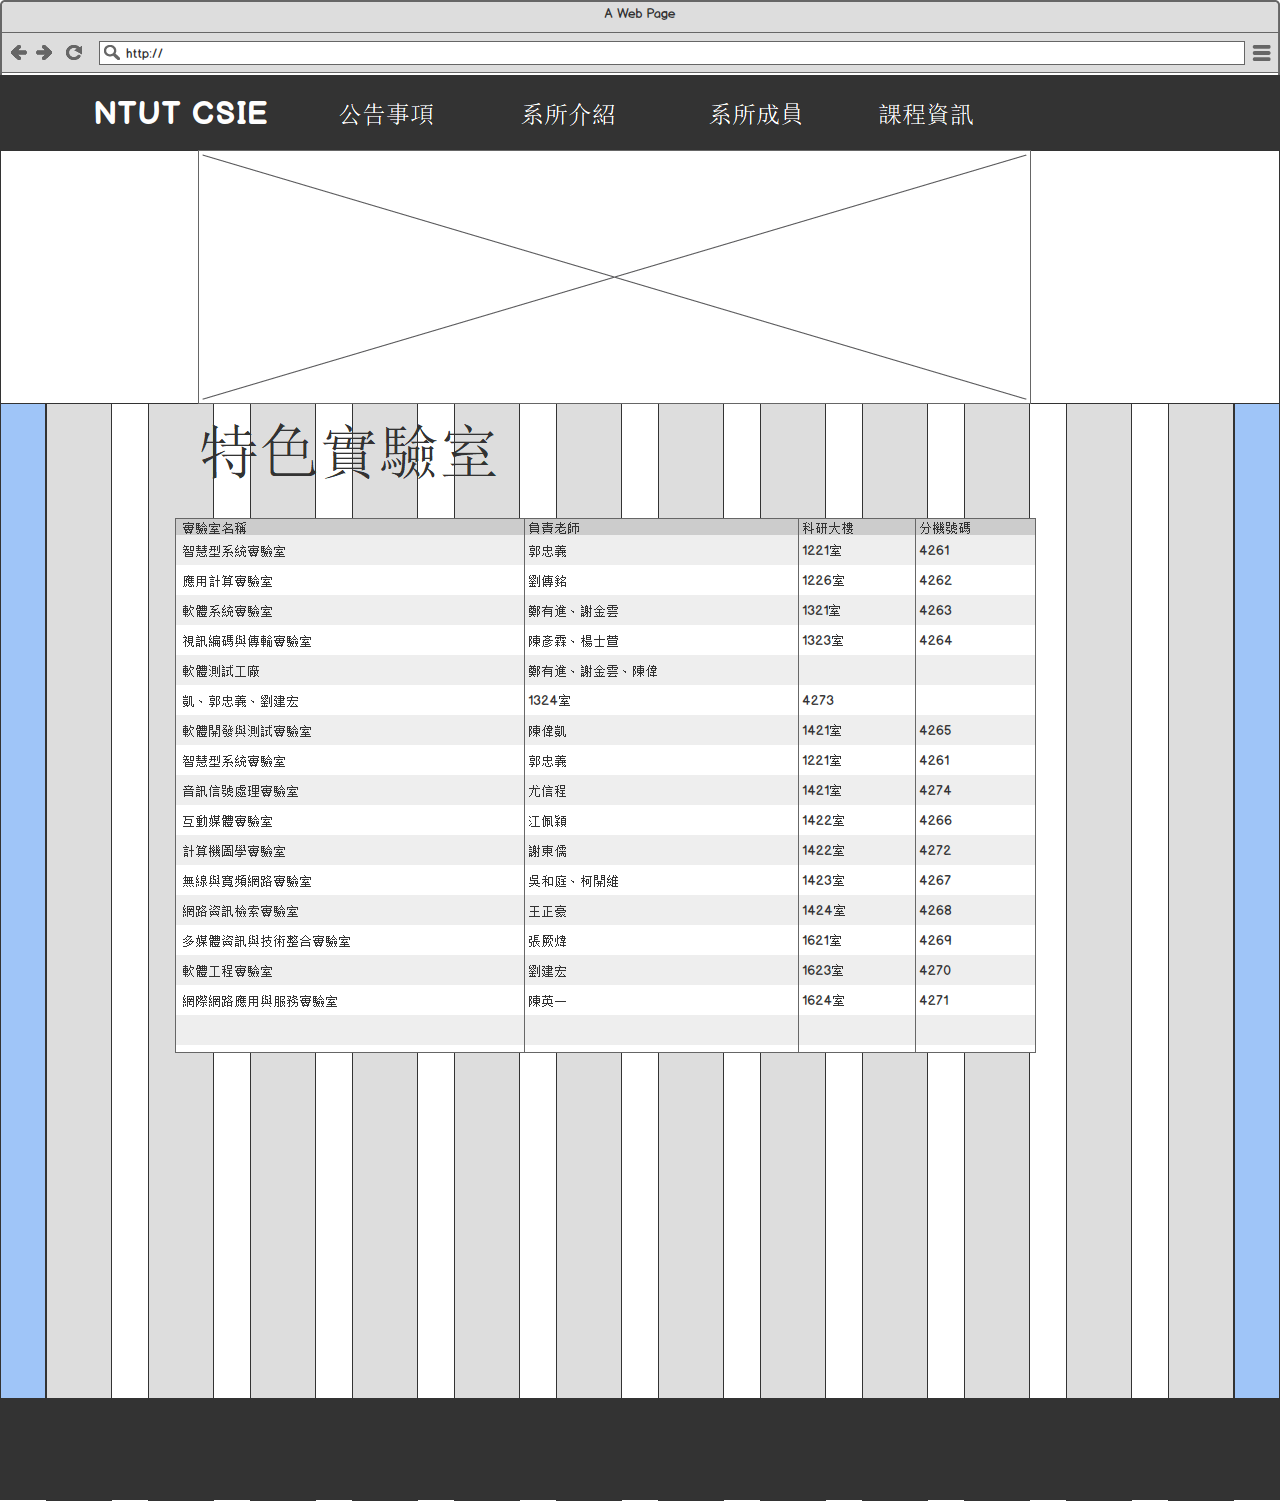 A Web Page
http://
NTUT CSIE 公告事項 系所介紹 系所成員 課程資訊
特色實驗室
實驗室名稱 負責老師 科研大樓 分機號碼
智慧型系統實驗室 郭忠義 1221室 4261
應用計算實驗室 劉傳銘 1226室 4262
軟體系統實驗室 鄭有進、謝金雲 1321室 4263
視訊編碼與傳輸實驗室 陳彥霖、楊士萱 1323室 4264
軟體測試工廠 鄭有進、謝金雲、陳偉
凱、郭忠義、劉建宏 1324室 4273
軟體開發與測試實驗室 陳偉凱 1421室 4265
智慧型系統實驗室 郭忠義 1221室 4261
音訊信號處理實驗室 尤信程 1421室 4274
互動媒體實驗室 江佩穎 1422室 4266
計算機圖學實驗室 謝東儒 1422室 4272
無線與寬頻網路實驗室 吳和庭、柯開維 1423室 4267
網路資訊檢索實驗室 王正豪 1424室 4268
多媒體資訊與技術整合實驗室 張厥煒 1621室 4269
軟體工程實驗室 劉建宏 1623室 4270
網際網路應用與服務實驗室 陳英一 1624室 4271